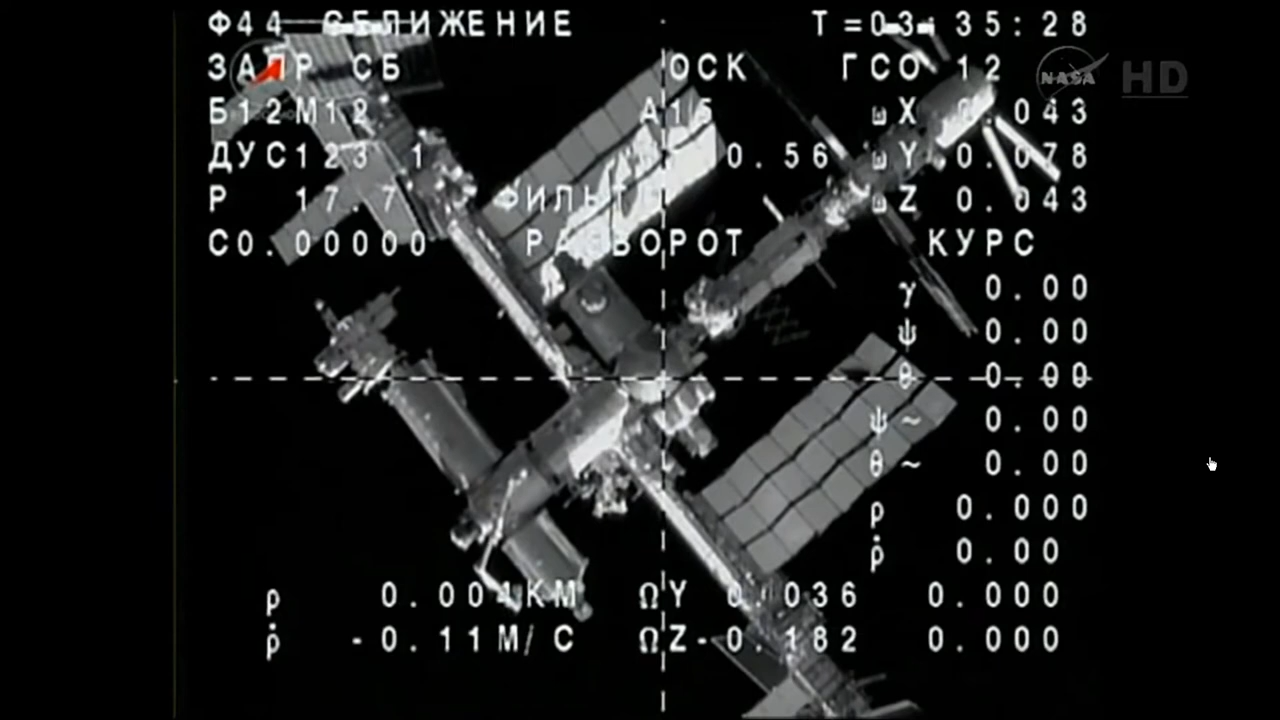 Ф44 СБЛИЖЕНИЕ T=03:35:28
ЗАПР СБ ОСК ГСО 12
NASA HD
Б12М12 А15 ωX 0.043
ДУС123 1 0.56 ωY 0.078
Р 17.7 ФИЛЬТР ωZ 0.043
С0.00000 РАЗВОРОТ КУРС
γ 0.00
ψ 0.00
θ 0.00
ψ~ 0.00
θ~ 0.00
ρ 0.000
ρ̇ 0.00
ρ 0.004КМ ΩY 0.036 0.000
ρ̇ -0.11М/С ΩZ-0.182 0.000